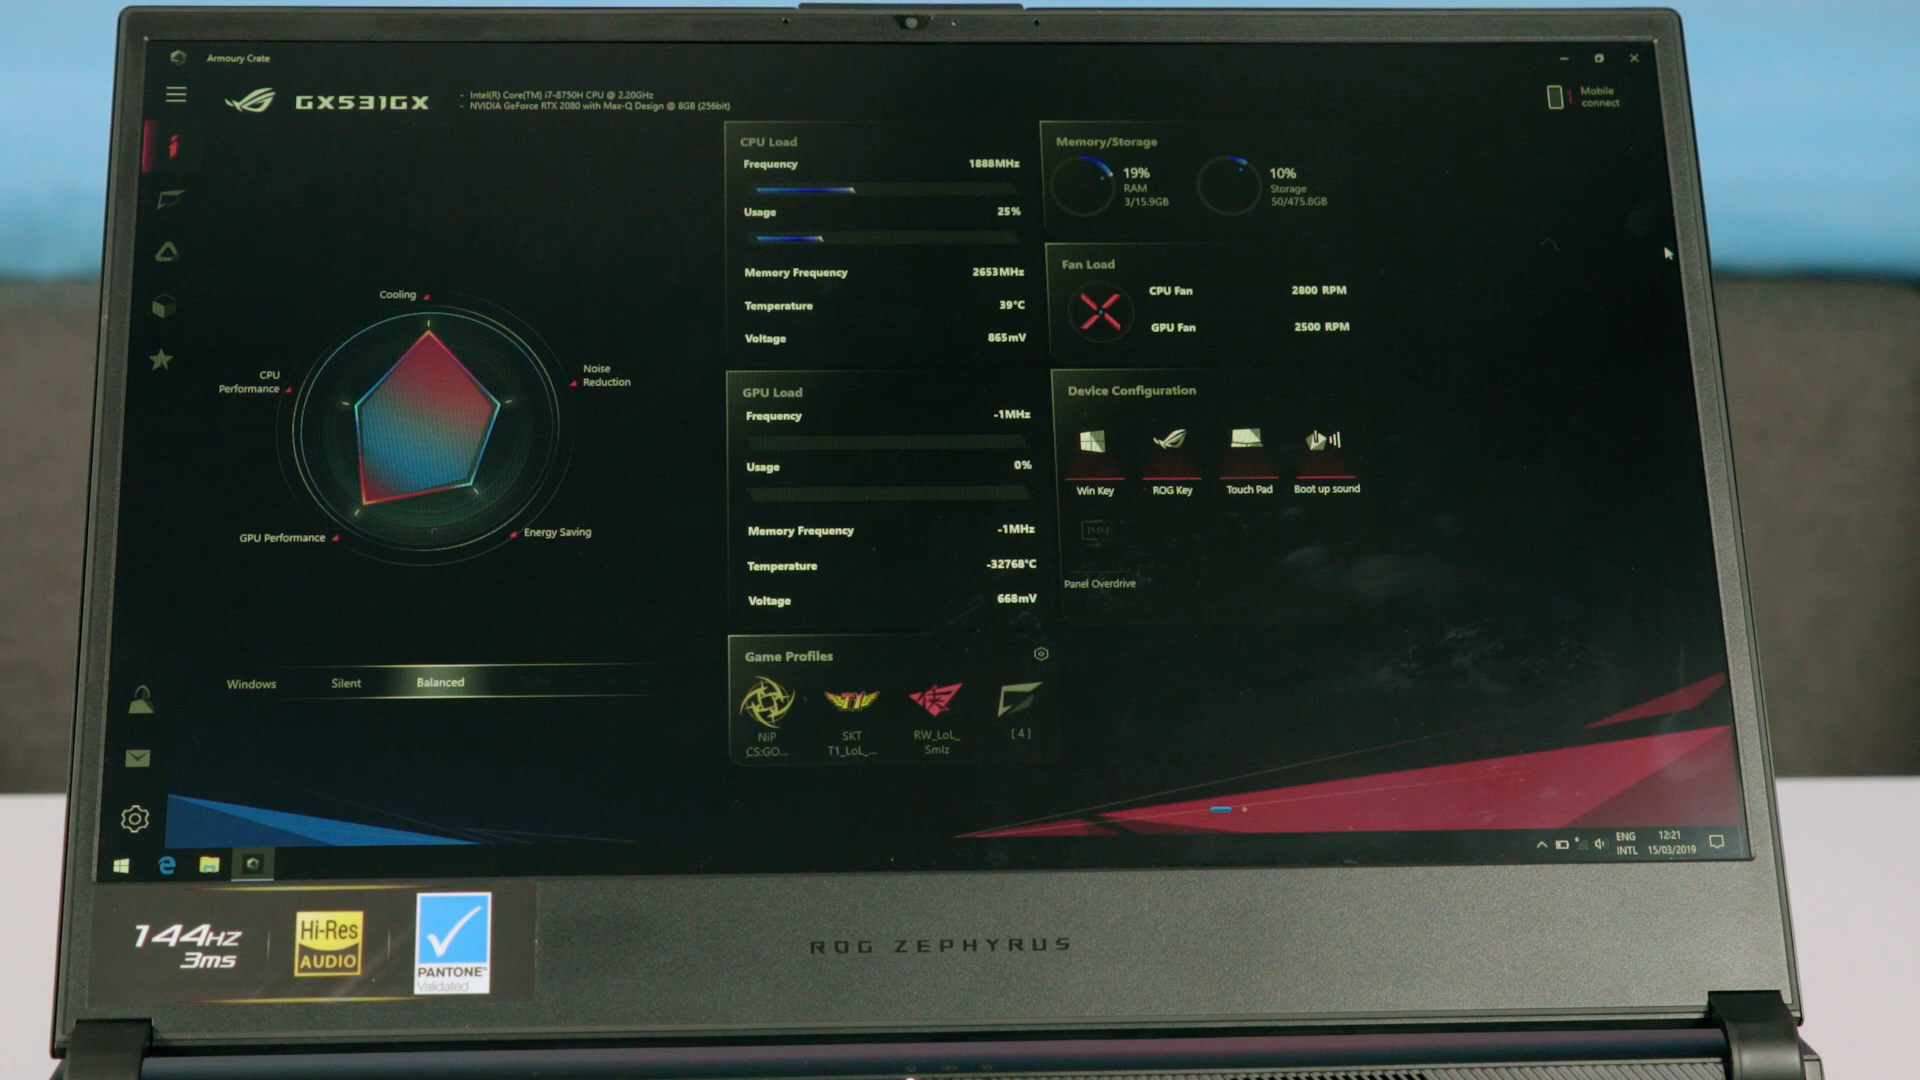 Armoury Crate
GX531GX
- Intel(R) Core(TM) i7-8750H CPU @ 2.20GHz
- NVIDIA GeForce RTX 2080 with Max-Q Design @ 8GB (256bit)
Mobile
connect
Cooling
CPU
Performance
Noise
Reduction
GPU Performance
Energy Saving
Windows
Silent
Balanced
Turbo
CPU Load
Frequency 1888MHz
Usage 25%
Memory Frequency 2653MHz
Temperature 39°C
Voltage 865mV
GPU Load
Frequency -1MHz
Usage 0%
Memory Frequency -1MHz
Temperature -32768°C
Voltage 668mV
Game Profiles
NiP
CS:GO...
SKT
T1_LoL_...
RW_LoL_
Smlz
[4]
Memory/Storage
19%
RAM
3/15.9GB
10%
Storage
50/475.8GB
Fan Load
CPU Fan 2800 RPM
GPU Fan 2500 RPM
Device Configuration
Win Key
ROG Key
Touch Pad
Boot up sound
Panel Overdrive
ENG
INTL
12:21
15/03/2019
144HZ
3ms
Hi-Res
AUDIO
PANTONE®
Validated
ROG ZEPHYRUS